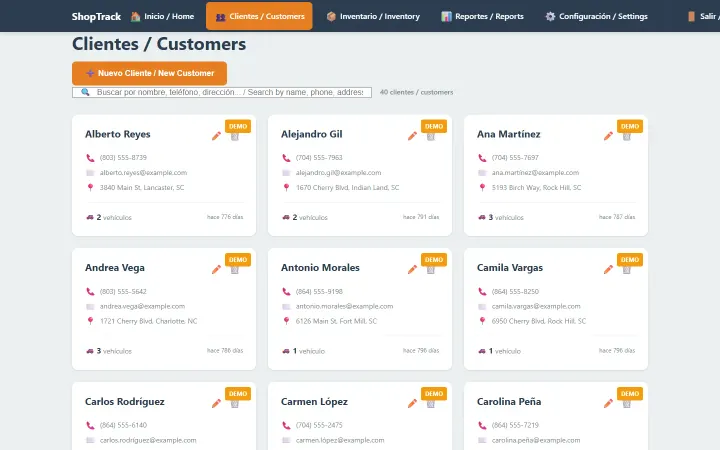 ShopTrack Inicio / Home Clientes / Customers Inventario / Inventory Reportes / Reports Configuración / Settings Salir /
Clientes / Customers
Nuevo Cliente / New Customer
Buscar por nombre, teléfono, dirección... / Search by name, phone, address
40 clientes / customers
DEMO
Alberto Reyes
(803) 555-8739
alberto.reyes@example.com
3840 Main St, Lancaster, SC
2 vehículos
hace 776 días
DEMO
Alejandro Gil
(704) 555-7963
alejandro.gil@example.com
1670 Cherry Blvd, Indian Land, SC
2 vehículos
hace 791 días
DEMO
Ana Martínez
(704) 555-7697
ana.martinez@example.com
5193 Birch Way, Rock Hill, SC
3 vehículos
hace 787 días
DEMO
Andrea Vega
(803) 555-5642
andrea.vega@example.com
1721 Cherry Blvd, Charlotte, NC
3 vehículos
hace 786 días
DEMO
Antonio Morales
(864) 555-9198
antonio.morales@example.com
6126 Main St, Fort Mill, SC
1 vehículo
hace 796 días
DEMO
Camila Vargas
(864) 555-8250
camila.vargas@example.com
6950 Cherry Blvd, Rock Hill, SC
1 vehículo
hace 796 días
DEMO
Carlos Rodríguez
(864) 555-6140
carlos.rodriguez@example.com
DEMO
Carmen López
(704) 555-2475
carmen.lópez@example.com
DEMO
Carolina Peña
(864) 555-7219
carolina.peña@example.com